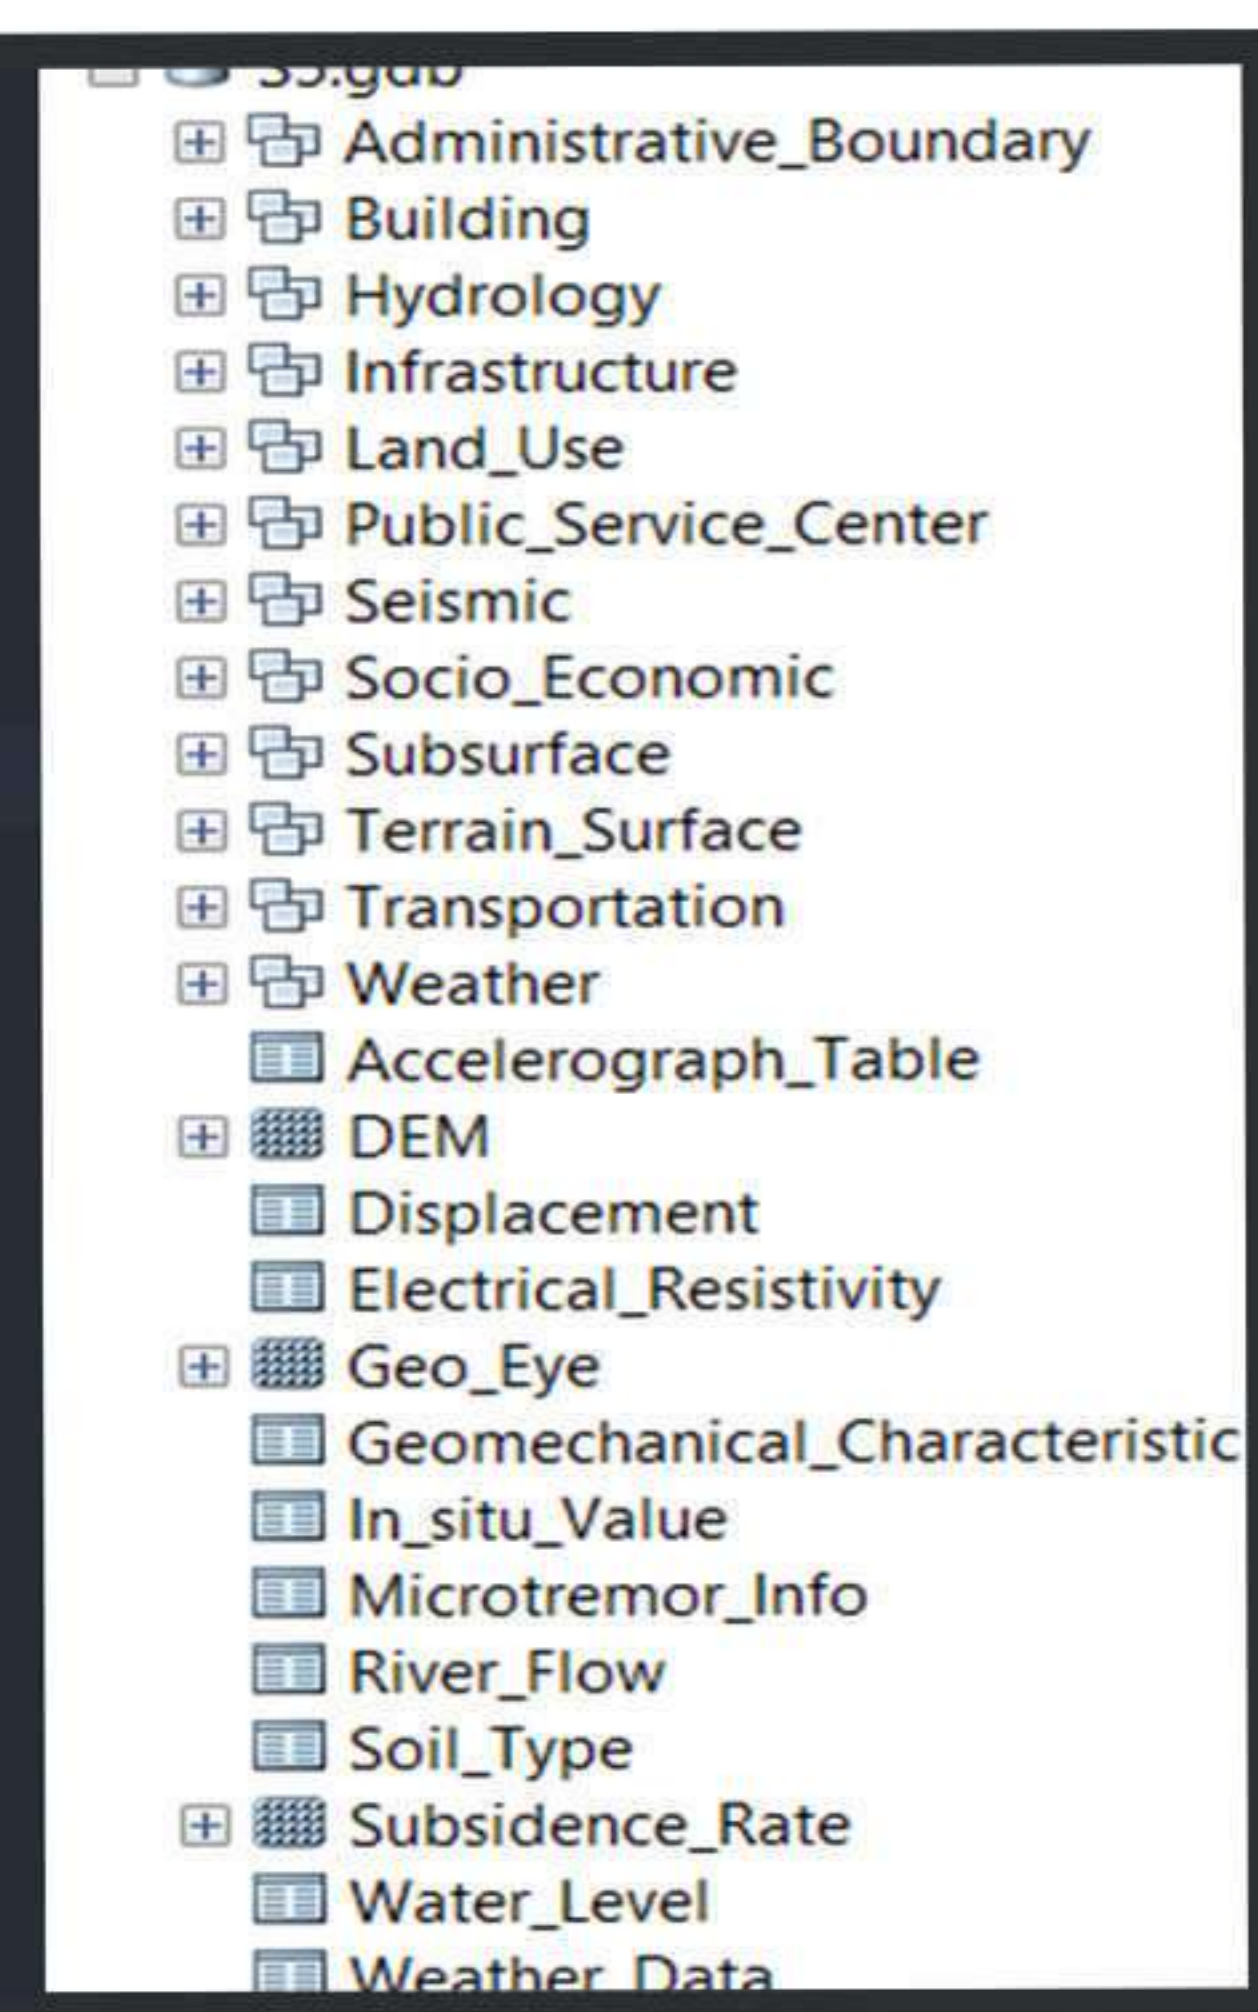 Administrative_Boundary
Building
Hydrology
Infrastructure
Land_Use
Public_Service_Center
Seismic
Socio_Economic
Subsurface
Terrain_Surface
Transportation
Weather
Accelerograph_Table
DEM
Displacement
Electrical_Resistivity
Geo_Eye
Geomechanical_Characteristic
In_situ_Value
Microtremor_Info
River_Flow
Soil_Type
Subsidence_Rate
Water_Level
Weather_Data